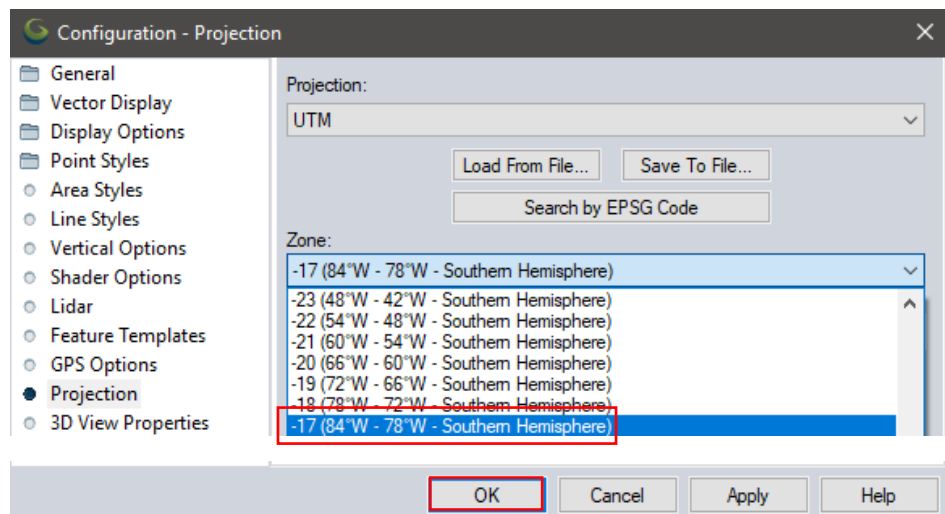 Configuration - Projection
General
Vector Display
Display Options
Point Styles
Area Styles
Line Styles
Vertical Options
Shader Options
Lidar
Feature Templates
GPS Options
Projection
3D View Properties
Projection:
UTM
Load From File...
Save To File...
Search by EPSG Code
Zone:
-17 (84°W - 78°W - Southern Hemisphere)
-23 (48°W - 42°W - Southern Hemisphere)
-22 (54°W - 48°W - Southern Hemisphere)
-21 (60°W - 54°W - Southern Hemisphere)
-20 (66°W - 60°W - Southern Hemisphere)
-19 (72°W - 66°W - Southern Hemisphere)
-18 (78°W - 72°W - Southern Hemisphere)
-17 (84°W - 78°W - Southern Hemisphere)
OK
Cancel
Apply
Help